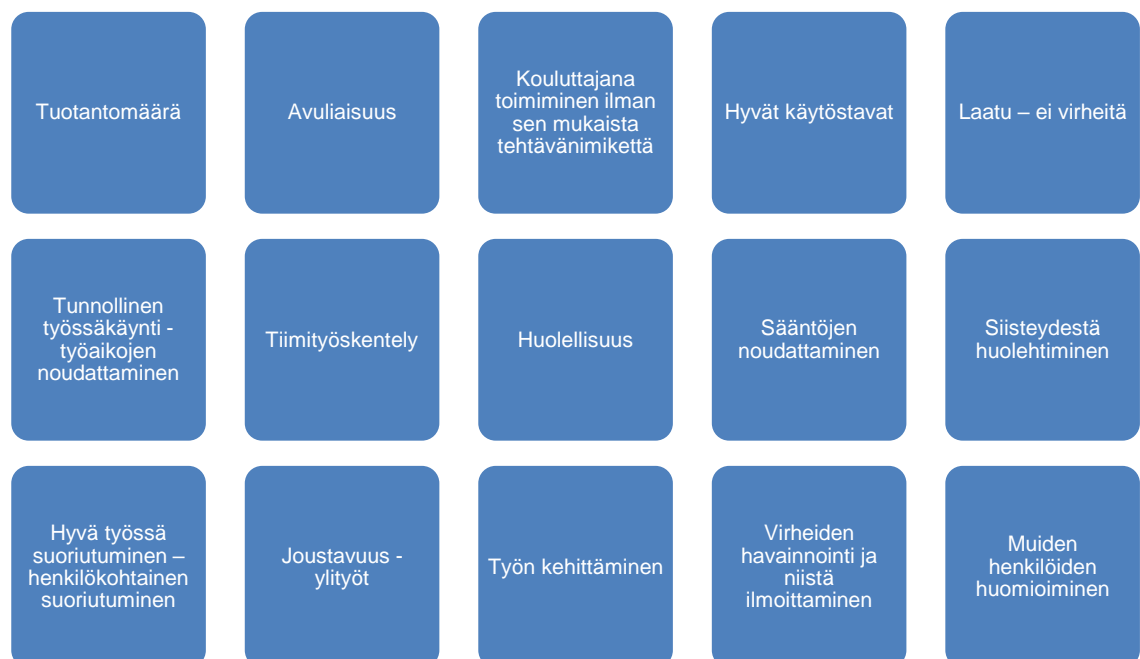 Tuotantomäärä
Avuliaisuus
Kouluttajana
toimiminen ilman
sen mukaista
tehtävänimikettä
Hyvät käytöstavat
Laatu – ei virheitä
Tunnollinen
työssäkäynti -
työaikojen
noudattaminen
Tiimityöskentely
Huolellisuus
Sääntöjen
noudattaminen
Siisteydestä
huolehtiminen
Hyvä työssä
suoriutuminen –
henkilökohtainen
suoriutuminen
Joustavuus -
ylityöt
Työn kehittäminen
Virheiden
havainnointi ja
niistä
ilmoittaminen
Muiden
henkilöiden
huomioiminen